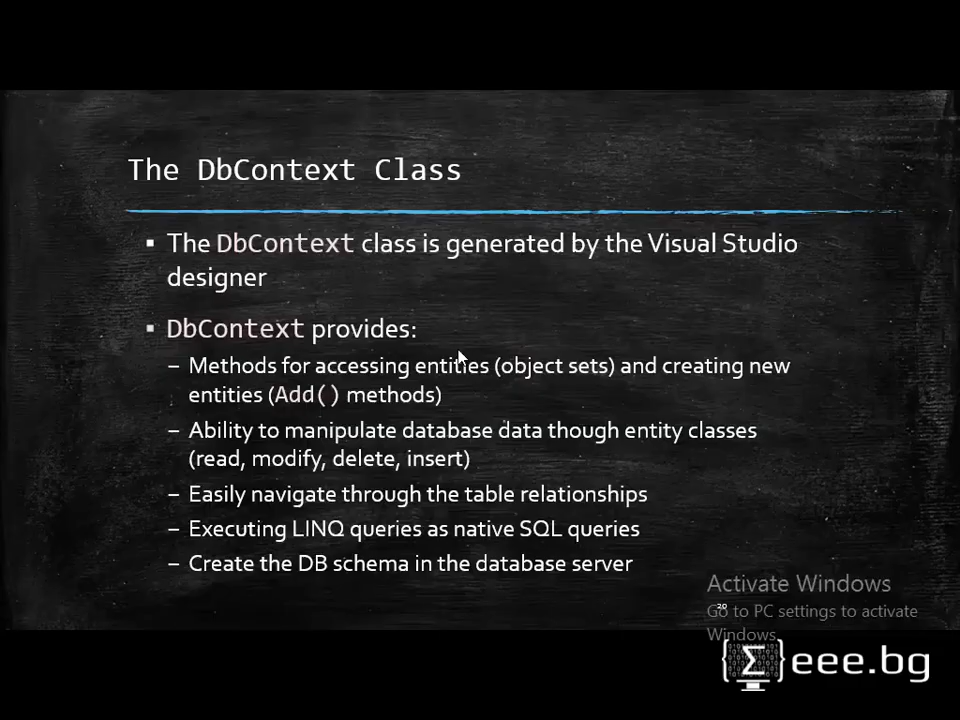 The DbContext Class
▪ The DbContext class is generated by the Visual Studio
designer
▪ DbContext provides:
– Methods for accessing entities (object sets) and creating new
entities (Add() methods)
– Ability to manipulate database data though entity classes
(read, modify, delete, insert)
– Easily navigate through the table relationships
– Executing LINQ queries as native SQL queries
– Create the DB schema in the database server
Activate Windows
Go to PC settings to activate
Windows.
20
{Σ}eee.bg